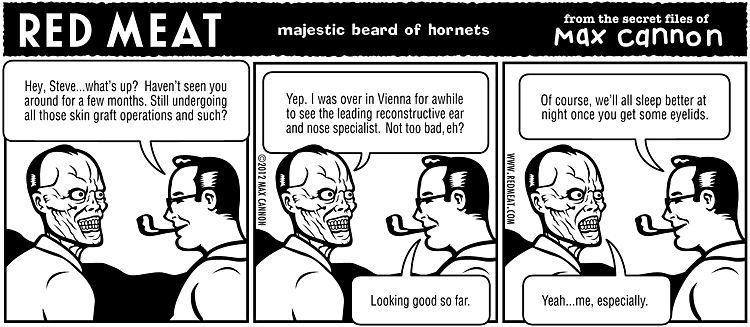 RED MEAT
majestic beard of hornets
from the secret files of
Max Cannon
Hey, Steve...what's up? Haven't seen you
around for a few months. Still undergoing
all those skin graft operations and such?
Yep. I was over in Vienna for awhile
to see the leading reconstructive ear
and nose specialist. Not too bad, eh?
Looking good so far.
©2012 MAX CANNON
Of course, we'll all sleep better at
night once you get some eyelids.
Yeah...me, especially.
WWW.REDMEAT.COM